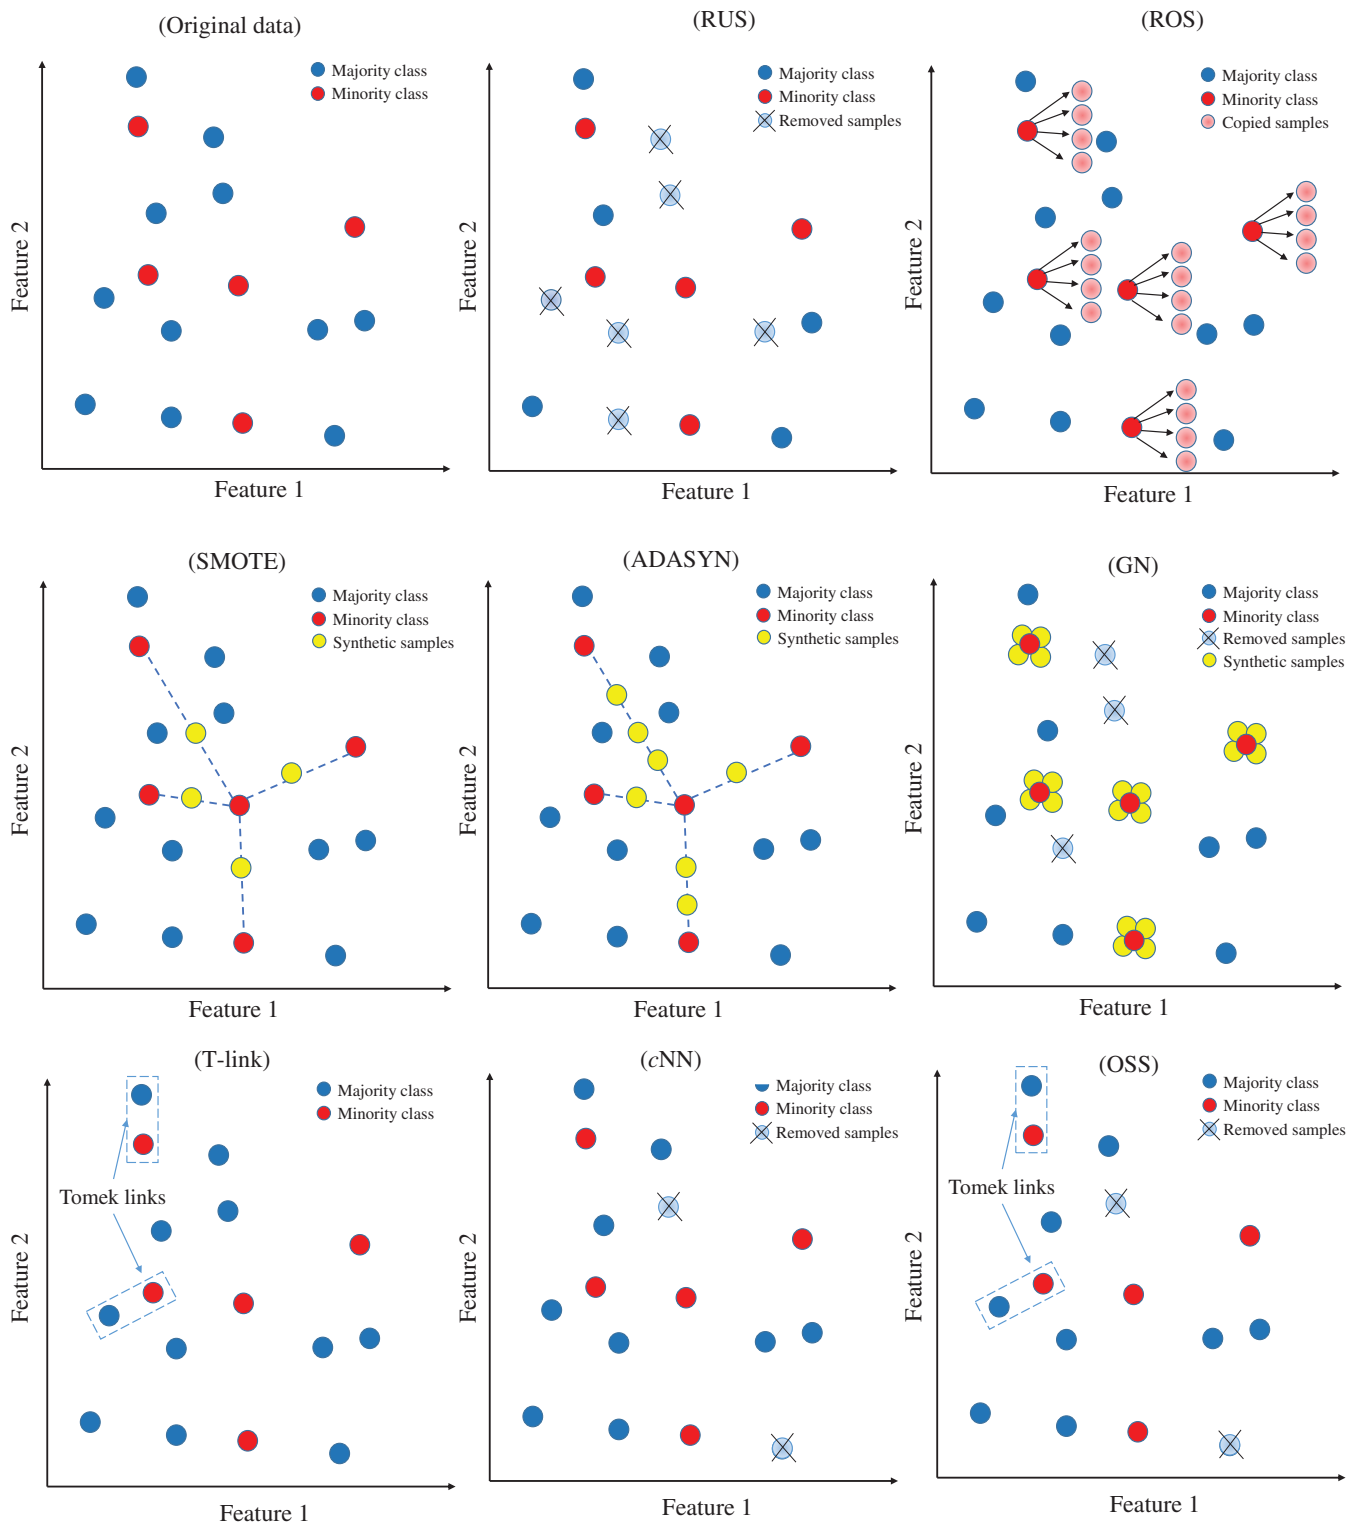 (Original data)
Majority class
Minority class
Feature 2
Feature 1
(RUS)
Majority class
Minority class
Removed samples
Feature 2
Feature 1
(ROS)
Majority class
Minority class
Copied samples
Feature 2
Feature 1
(SMOTE)
Majority class
Minority class
Synthetic samples
Feature 2
Feature 1
(ADASYN)
Majority class
Minority class
Synthetic samples
Feature 2
Feature 1
(GN)
Majority class
Minority class
Removed samples
Synthetic samples
Feature 2
Feature 1
(T-link)
Majority class
Minority class
Tomek links
Feature 2
Feature 1
(cNN)
Majority class
Minority class
Removed samples
Feature 2
Feature 1
(OSS)
Majority class
Minority class
Removed samples
Tomek links
Feature 2
Feature 1